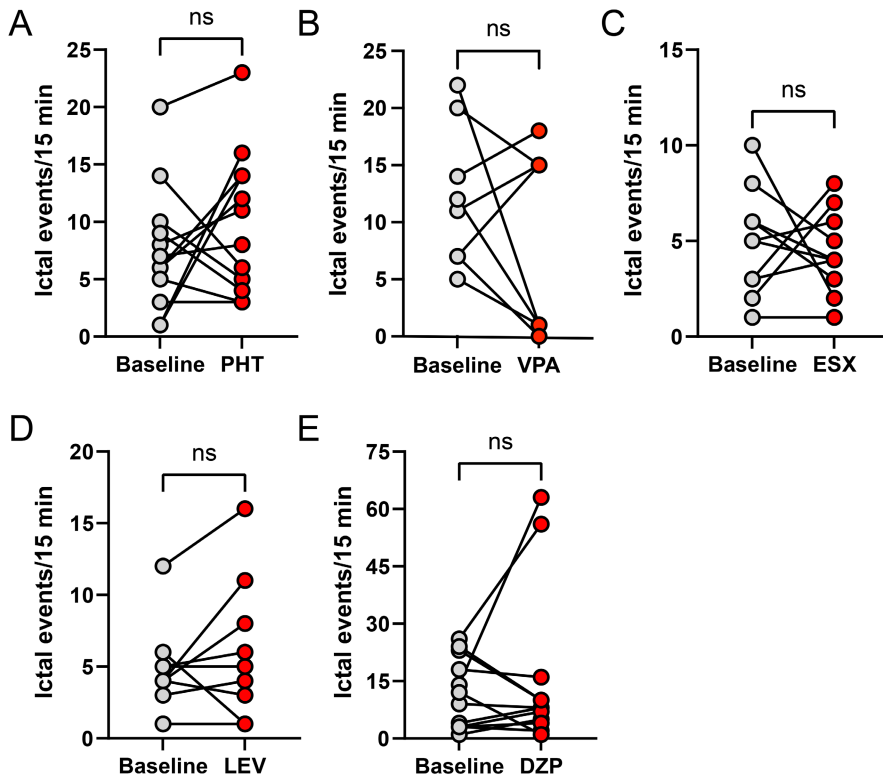 A
ns
Ictal events/15 min
25
20
15
10
5
0
Baseline PHT
B
ns
Ictal events/15 min
25
20
15
10
5
0
Baseline VPA
C
ns
Ictal events/15 min
15
10
5
0
Baseline ESX
D
ns
Ictal events/15 min
20
15
10
5
0
Baseline LEV
E
ns
Ictal events/15 min
75
60
45
30
15
0
Baseline DZP